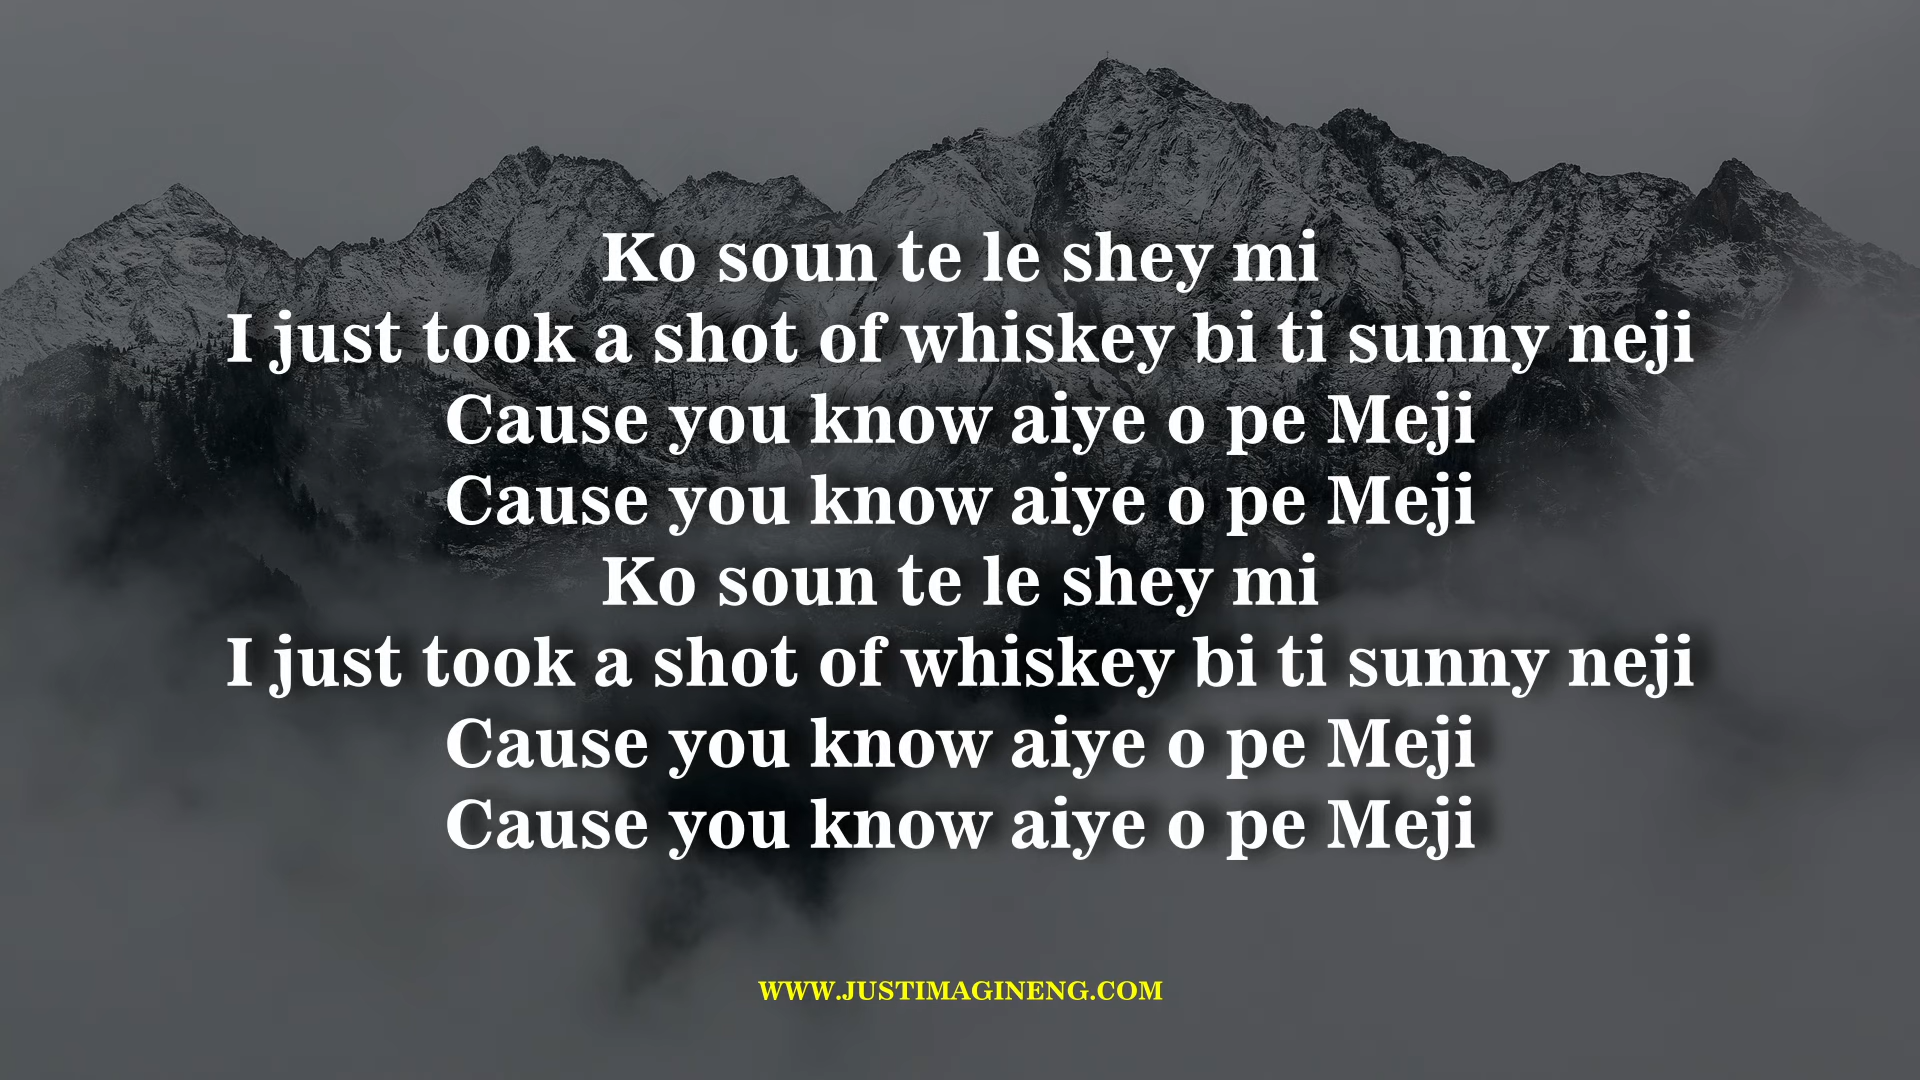 Ko soun te le shey mi
I just took a shot of whiskey bi ti sunny neji
Cause you know aiye o pe Meji
Cause you know aiye o pe Meji
Ko soun te le shey mi
I just took a shot of whiskey bi ti sunny neji
Cause you know aiye o pe Meji
Cause you know aiye o pe Meji
WWW.JUSTIMAGINENG.COM